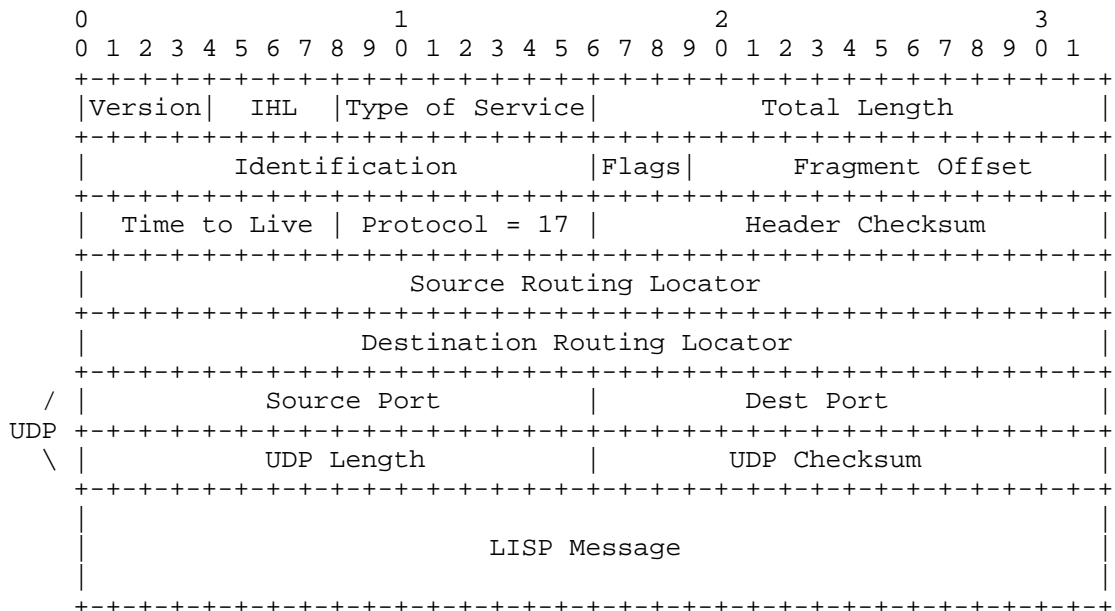 0                   1                   2                   3
 0 1 2 3 4 5 6 7 8 9 0 1 2 3 4 5 6 7 8 9 0 1 2 3 4 5 6 7 8 9 0 1
+-+-+-+-+-+-+-+-+-+-+-+-+-+-+-+-+-+-+-+-+-+-+-+-+-+-+-+-+-+-+-+-+
|Version| IHL |Type of Service| Total Length |
+-+-+-+-+-+-+-+-+-+-+-+-+-+-+-+-+-+-+-+-+-+-+-+-+-+-+-+-+-+-+-+-+
| Identification |Flags| Fragment Offset |
+-+-+-+-+-+-+-+-+-+-+-+-+-+-+-+-+-+-+-+-+-+-+-+-+-+-+-+-+-+-+-+-+
| Time to Live | Protocol = 17 | Header Checksum |
+-+-+-+-+-+-+-+-+-+-+-+-+-+-+-+-+-+-+-+-+-+-+-+-+-+-+-+-+-+-+-+-+
| Source Routing Locator |
+-+-+-+-+-+-+-+-+-+-+-+-+-+-+-+-+-+-+-+-+-+-+-+-+-+-+-+-+-+-+-+-+
| Destination Routing Locator |
+-+-+-+-+-+-+-+-+-+-+-+-+-+-+-+-+-+-+-+-+-+-+-+-+-+-+-+-+-+-+-+-+
/ | Source Port | Dest Port |
UDP +-+-+-+-+-+-+-+-+-+-+-+-+-+-+-+-+-+-+-+-+-+-+-+-+-+-+-+-+-+-+-+-+
\ | UDP Length | UDP Checksum |
+-+-+-+-+-+-+-+-+-+-+-+-+-+-+-+-+-+-+-+-+-+-+-+-+-+-+-+-+-+-+-+-+
| |
| LISP Message |
| |
+-+-+-+-+-+-+-+-+-+-+-+-+-+-+-+-+-+-+-+-+-+-+-+-+-+-+-+-+-+-+-+-+